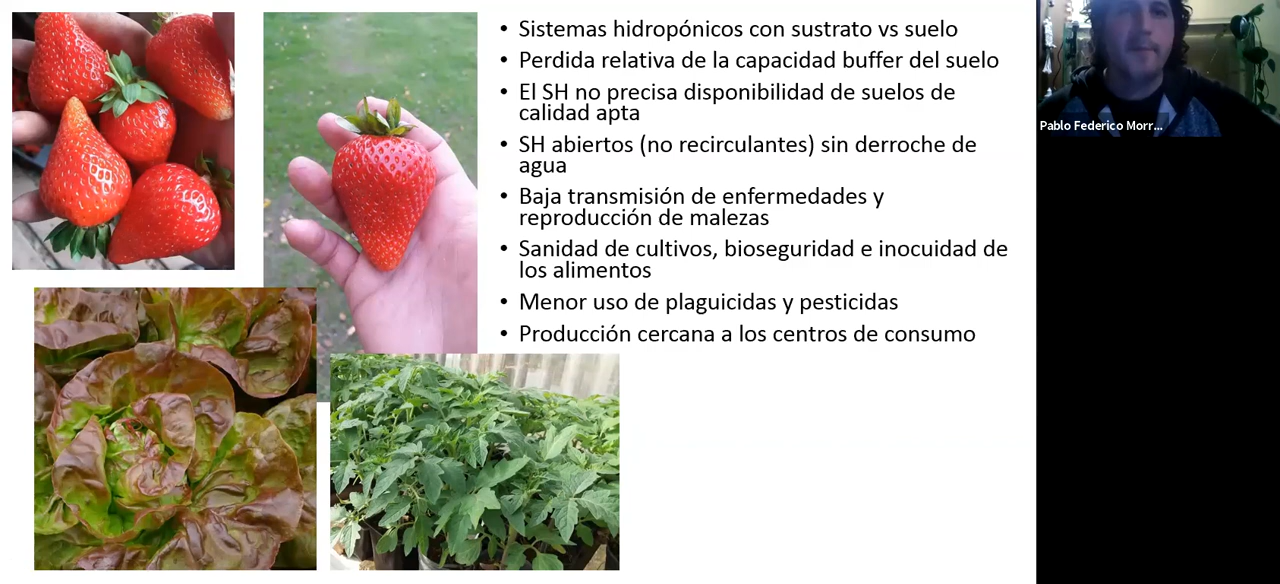 • Sistemas hidropónicos con sustrato vs suelo
• Perdida relativa de la capacidad buffer del suelo
• El SH no precisa disponibilidad de suelos de
calidad apta
• SH abiertos (no recirculantes) sin derroche de
agua
• Baja transmisión de enfermedades y
reproducción de malezas
• Sanidad de cultivos, bioseguridad e inocuidad de
los alimentos
• Menor uso de plaguicidas y pesticidas
• Producción cercana a los centros de consumo
Pablo Federico Morr...